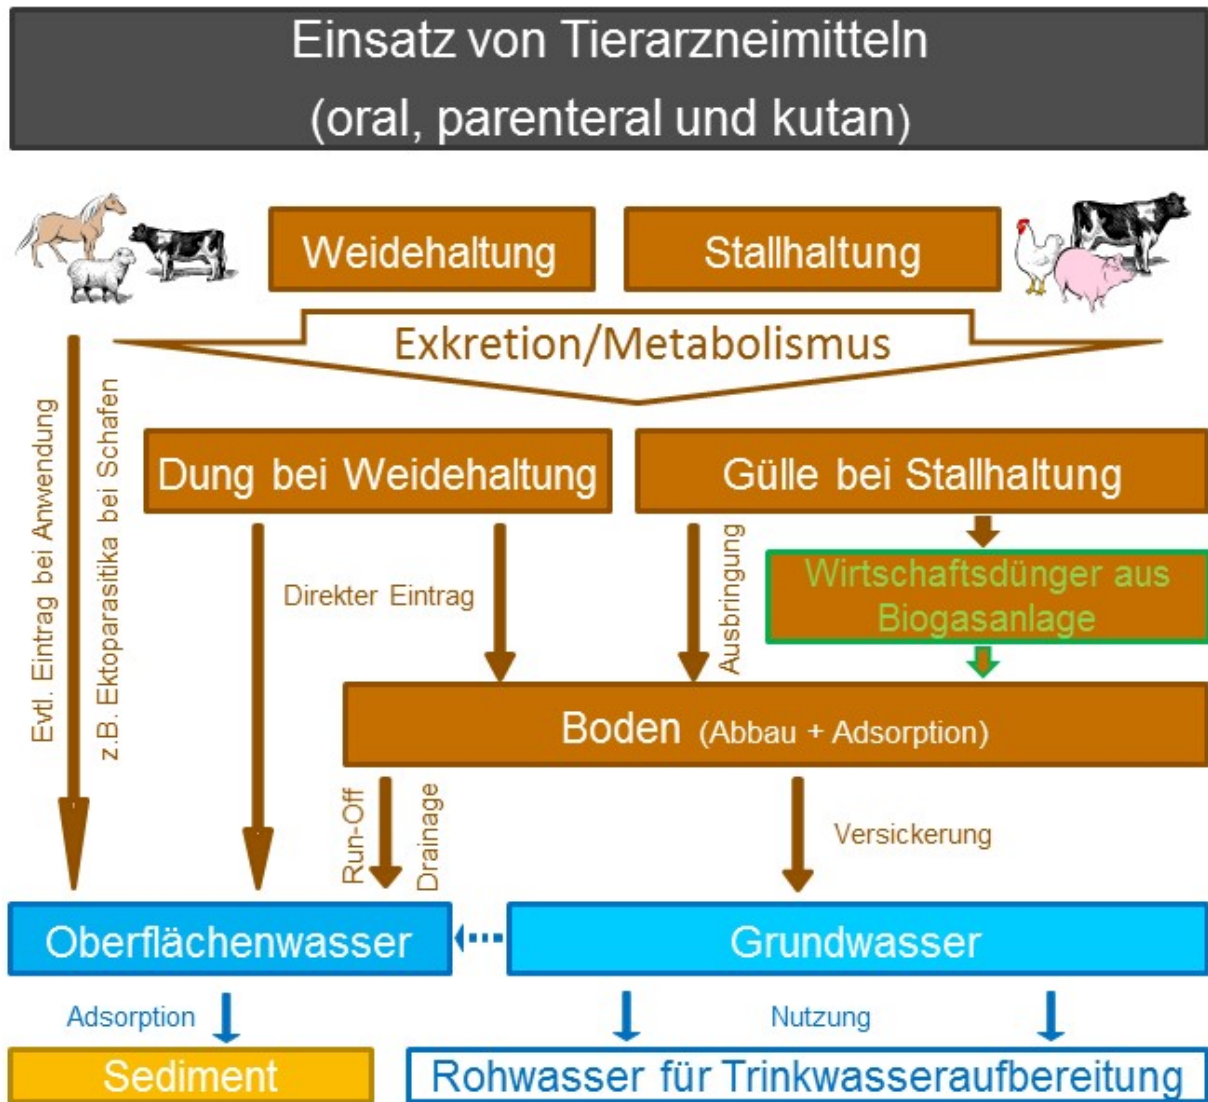 Einsatz von Tierarzneimitteln
(oral, parenteral und kutan)
Weidehaltung
Stallhaltung
Exkretion/Metabolismus
Evtl. Eintrag bei Anwendung
z.B. Ektoparasitika bei Schafen
Dung bei Weidehaltung
Gülle bei Stallhaltung
Direkter Eintrag
Ausbringung
Wirtschaftsdünger aus
Biogasanlage
Boden (Abbau + Adsorption)
Run-Off
Drainage
Versickerung
Oberflächenwasser
Grundwasser
Adsorption
Nutzung
Sediment
Rohwasser für Trinkwasseraufbereitung